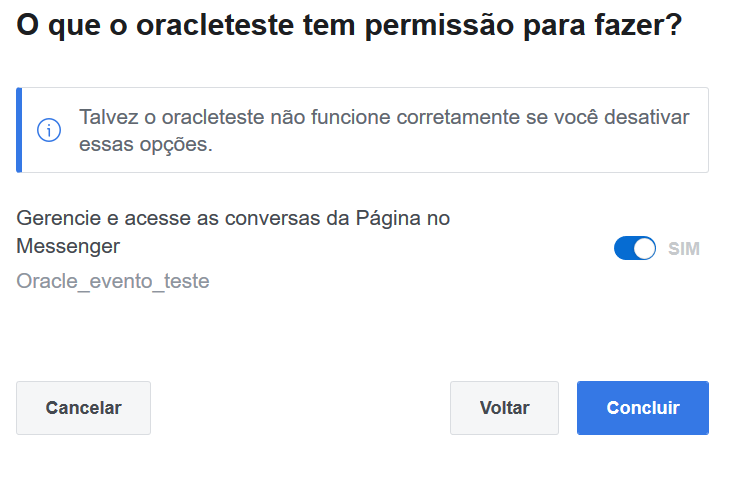 O que o oracleteste tem permissão para fazer?
Talvez o oracleteste não funcione corretamente se você desativar
essas opções.
Gerencie e acesse as conversas da Página no
Messenger
SIM
Oracle_evento_teste
Cancelar
Voltar
Concluir